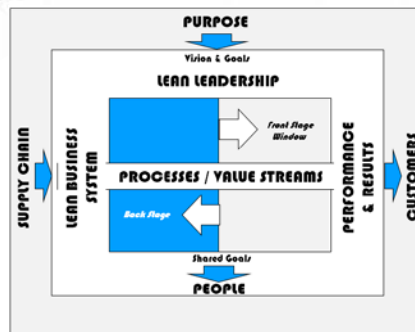 PURPOSE
Vision & Goals
LEAN LEADERSHIP
SUPPLY CHAIN
LEAN BUSINESS
SYSTEM
Front Stage
Window
PROCESSES / VALUE STREAMS
Back Stage
PERFORMANCE
& RESULTS
CUSTOMERS
Shared Goals
PEOPLE